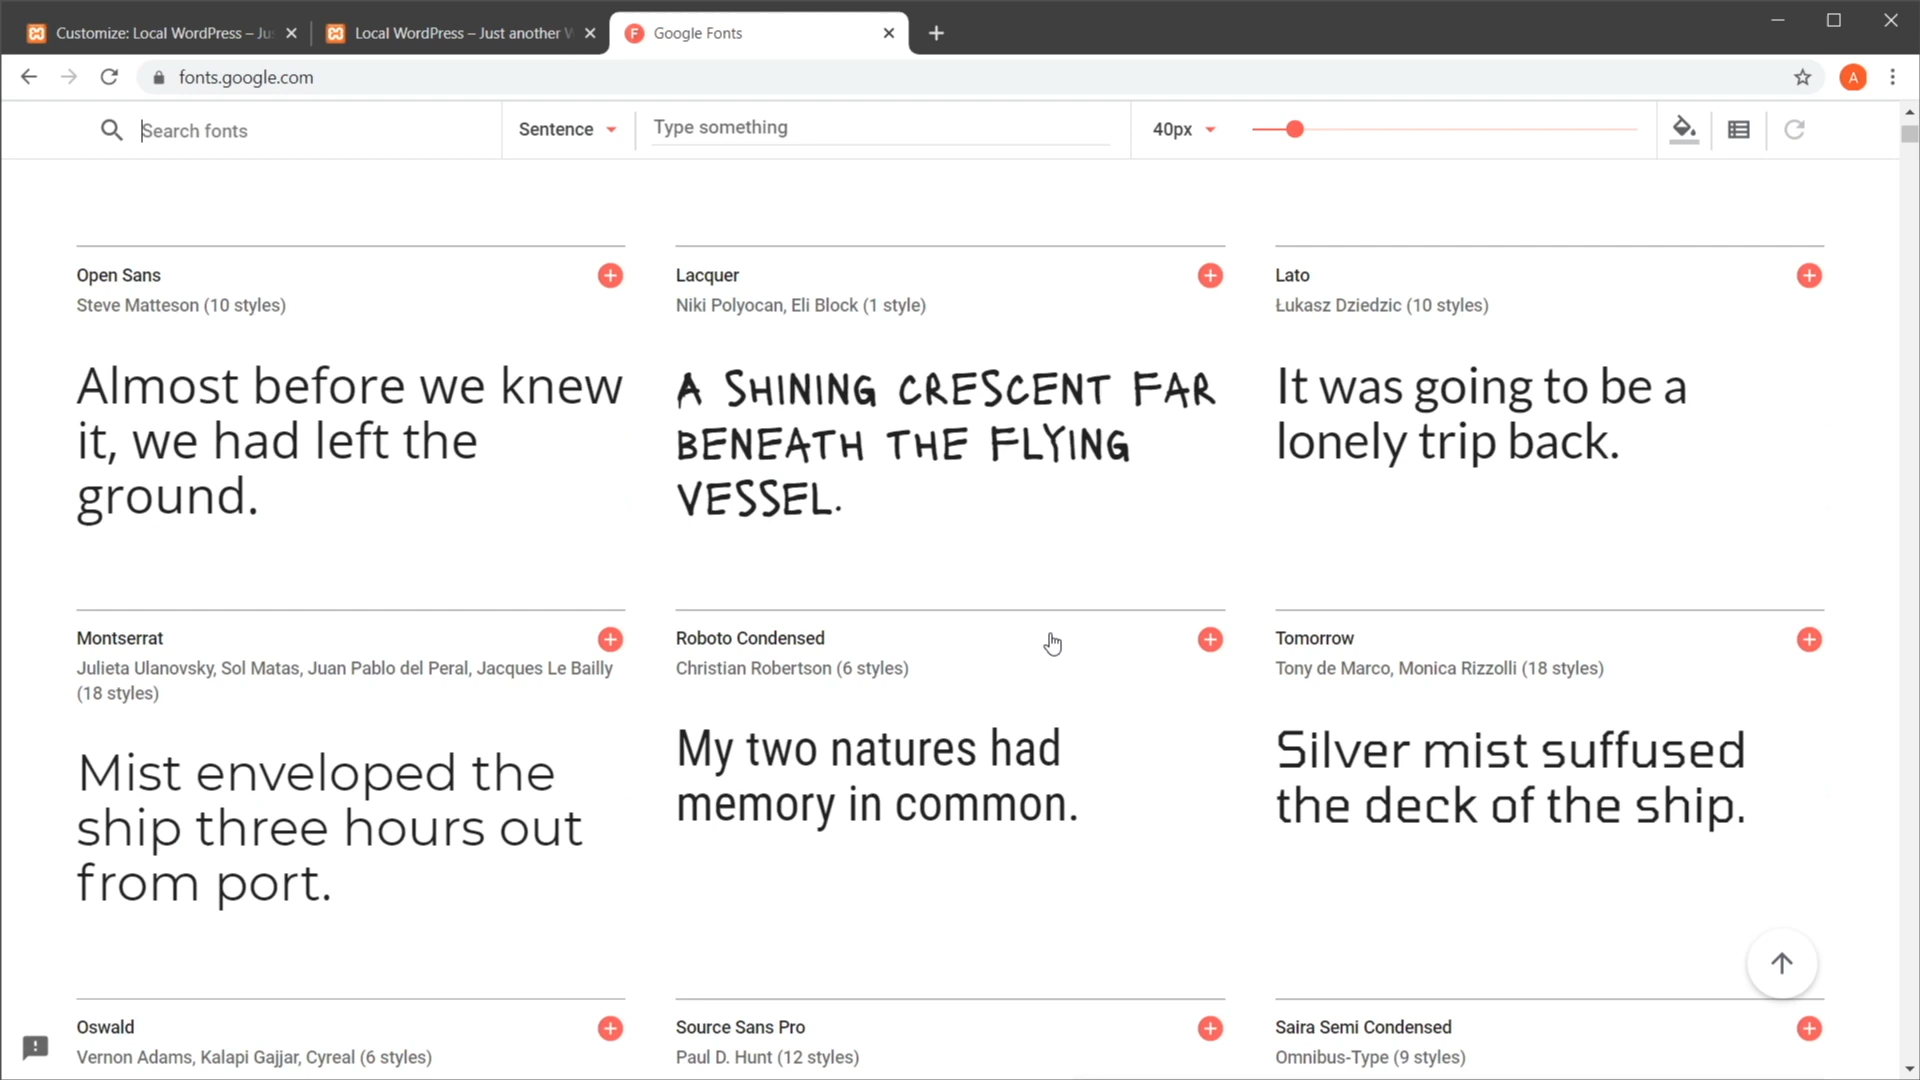 Customize: Local WordPress – Ju
Local WordPress – Just another W
Google Fonts
fonts.google.com
A
Search fonts
Sentence
Type something
40px
Open Sans
Steve Matteson (10 styles)
Almost before we knew
it, we had left the
ground.
Lacquer
Niki Polyocan, Eli Block (1 style)
A SHINING CRESCENT FAR
BENEATH THE FLYING
VESSEL.
Lato
Łukasz Dziedzic (10 styles)
It was going to be a
lonely trip back.
Montserrat
Julieta Ulanovsky, Sol Matas, Juan Pablo del Peral, Jacques Le Bailly
(18 styles)
Mist enveloped the
ship three hours out
from port.
Roboto Condensed
Christian Robertson (6 styles)
My two natures had
memory in common.
Tomorrow
Tony de Marco, Monica Rizzolli (18 styles)
Silver mist suffused
the deck of the ship.
Oswald
Vernon Adams, Kalapi Gajjar, Cyreal (6 styles)
Source Sans Pro
Paul D. Hunt (12 styles)
Saira Semi Condensed
Omnibus-Type (9 styles)